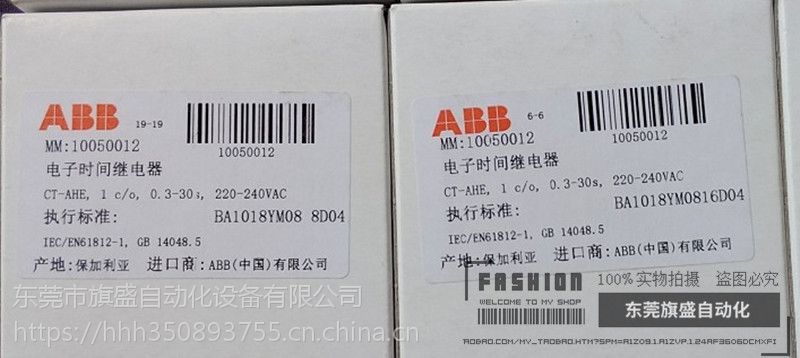 ABB 19-19
MM:10050012 10050012
电子时间继电器
CT-AHE, 1 c/o, 0.3-30s, 220-240VAC
执行标准: BA1018YM08 8D04
IEC/EN61812-1, GB 14048.5
产地:保加利亚 进口商:ABB(中国)有限公司
ABB 6-6
MM:10050012 10050012
电子时间继电器
CT-AHE, 1 c/o, 0.3-30s, 220-240VAC
执行标准: BA1018YM0816D04
IEC/EN61812-1, GB 14048.5
产地:保加利亚 进口商:ABB(中国)有限公司
东莞市旗盛自动化设备有限公司
https://hhh350893755.cn.china.cn
FASHION
WELCOME TO MY SHOP
100%实物拍摄 盗图必究
东莞旗盛自动化